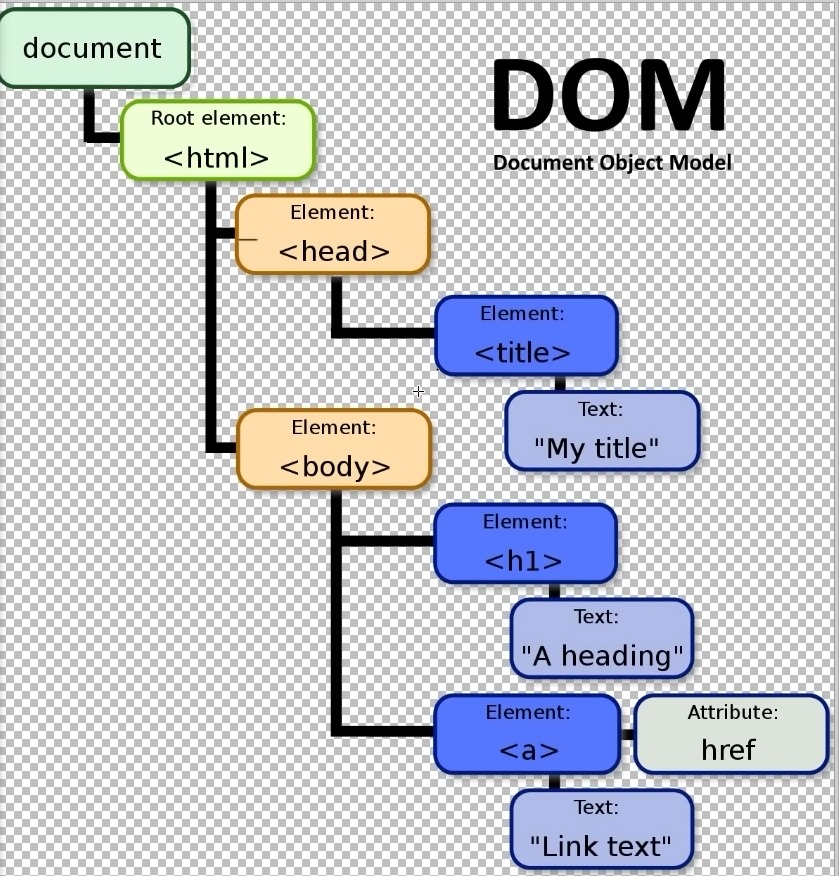 document
DOM
Document Object Model
Root element:
<html>
Element:
<head>
Element:
<title>
Text:
"My title"
Element:
<body>
Element:
<h1>
Text:
"A heading"
Element:
<a>
Attribute:
href
Text:
"Link text"